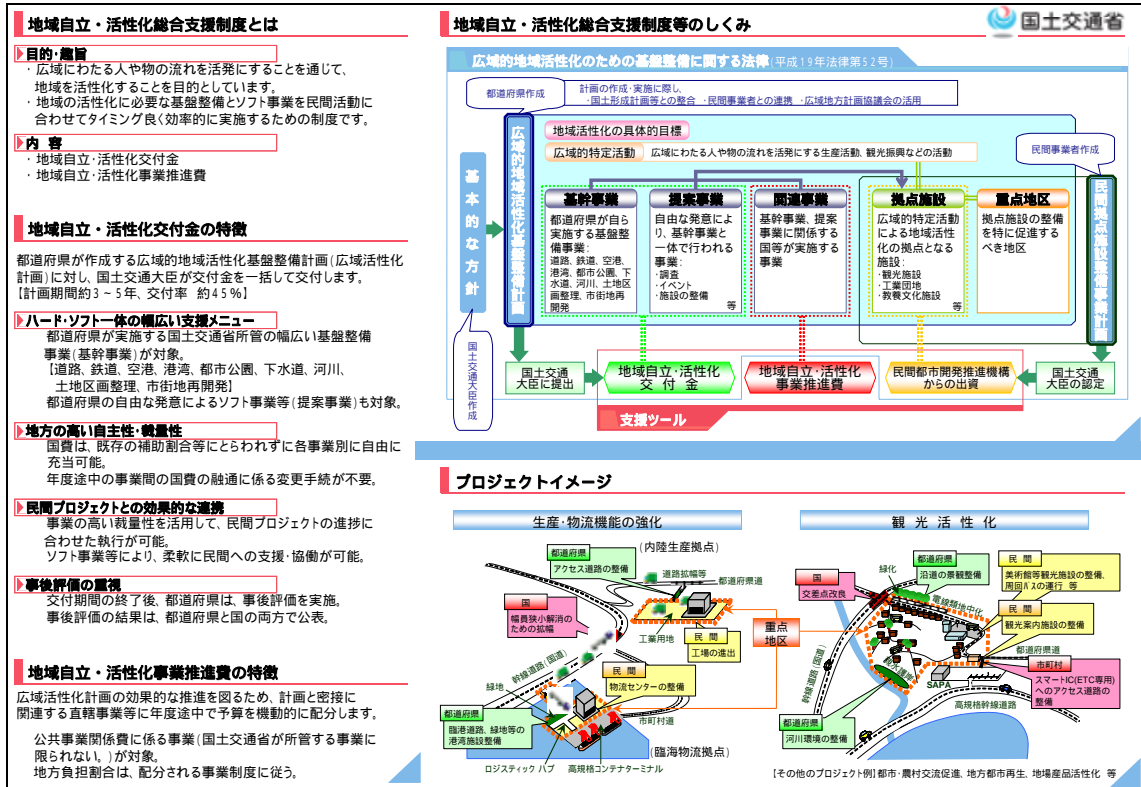 地域自立・活性化総合支援制度とは
目的・趣旨
・広域にわたる人や物の流れを活発にすることを通じて、
地域を活性化することを目的としています。
・地域の活性化に必要な基盤整備とソフト事業を民間活動に
合わせてタイミング良く効率的に実施するための制度です。
内 容
・地域自立・活性化交付金
・地域自立・活性化事業推進費
地域自立・活性化交付金の特徴
都道府県が作成する広域的地域活性化基盤整備計画(広域活性化
計画)に対し、国土交通大臣が交付金を一括して交付します。
【計画期間約3~5年、交付率 約45%】
ハード・ソフト一体の幅広い支援メニュー
都道府県が実施する国土交通省所管の幅広い基盤整備
事業(基幹事業)が対象。
【道路、鉄道、空港、港湾、都市公園、下水道、河川、
土地区画整理、市街地再開発】
都道府県の自由な発意によるソフト事業等(提案事業)も対象。
地方の高い自主性・裁量性
国費は、既存の補助割合等にとらわれずに各事業別に自由に
充当可能。
年度途中の事業間の国費の融通に係る変更手続が不要。
民間プロジェクトとの効果的な連携
事業の高い裁量性を活用して、民間プロジェクトの進捗に
合わせた執行が可能。
ソフト事業等により、柔軟に民間への支援・協働が可能。
事後評価の重視
交付期間の終了後、都道府県は、事後評価を実施。
事後評価の結果は、都道府県と国の両方で公表。
地域自立・活性化事業推進費の特徴
広域活性化計画の効果的な推進を図るため、計画と密接に
関連する直轄事業等に年度途中で予算を機動的に配分します。
公共事業関係費に係る事業(国土交通省が所管する事業に
限られない。)が対象。
地方負担割合は、配分される事業制度に従う。
地域自立・活性化総合支援制度等のしくみ
国土交通省
広域的地域活性化のための基盤整備に関する法律(平成19年法律第52号)
都道府県作成
計画の作成・実施に際し、
・国土形成計画等との整合 ・民間事業者との連携 ・広域地方計画協議会の活用
基本的な方針
国土交通大臣作成
広域的地域活性化基盤整備計画
地域活性化の具体的目標
広域的特定活動
広域にわたる人や物の流れを活発にする生産活動、観光振興などの活動
民間事業者作成
民間拠点施設整備事業計画
基幹事業
都道府県が自ら
実施する基盤整
備事業:
道路、鉄道、空港、
港湾、都市公園、下
水道、河川、土地区
画整理、市街地再
開発
提案事業
自由な発意によ
り、基幹事業と
一体で行われる
事業:
・調査
・イベント
・施設の整備
等
関連事業
基幹事業、提案
事業に関係する
国等が実施する
事業
拠点施設
広域的特定活動
による地域活性
化の拠点となる
施設:
・観光施設
・工業団地
・教養文化施設
等
重点地区
拠点施設の整備
を特に促進する
べき地区
国土交通
大臣に提出
地域自立・活性化
交 付 金
地域自立・活性化
事業推進費
民間都市開発推進機構
からの出資
国土交通
大臣の認定
支援ツール
プロジェクトイメージ
生産・物流機能の強化
(内陸生産拠点)
都道府県
アクセス道路の整備
道路拡幅等
都道府県道
国
幅員狭小解消の
ための拡幅
工業用地
民 間
工場の進出
重点
地区
幹線道路(国道)
民 間
物流センターの整備
緑地
都道府県
臨港道路、緑地等の
港湾施設整備
市町村道
(臨海物流拠点)
ロジスティック ハブ
高規格コンテナターミナル
観 光 活 性 化
都道府県
沿道の景観整備
民 間
美術館等観光施設の整備、
周回バスの運行 等
緑化
国
交差点改良
電線類地中化
民 間
観光案内施設の整備
都道府県道
市町村
スマートIC(ETC専用)
へのアクセス道路の
整備
SAPA
高規格幹線道路
幹線道路(国道)
都道府県
河川環境の整備
【その他のプロジェクト例】都市・農村交流促進、地方都市再生、地場産品活性化 等